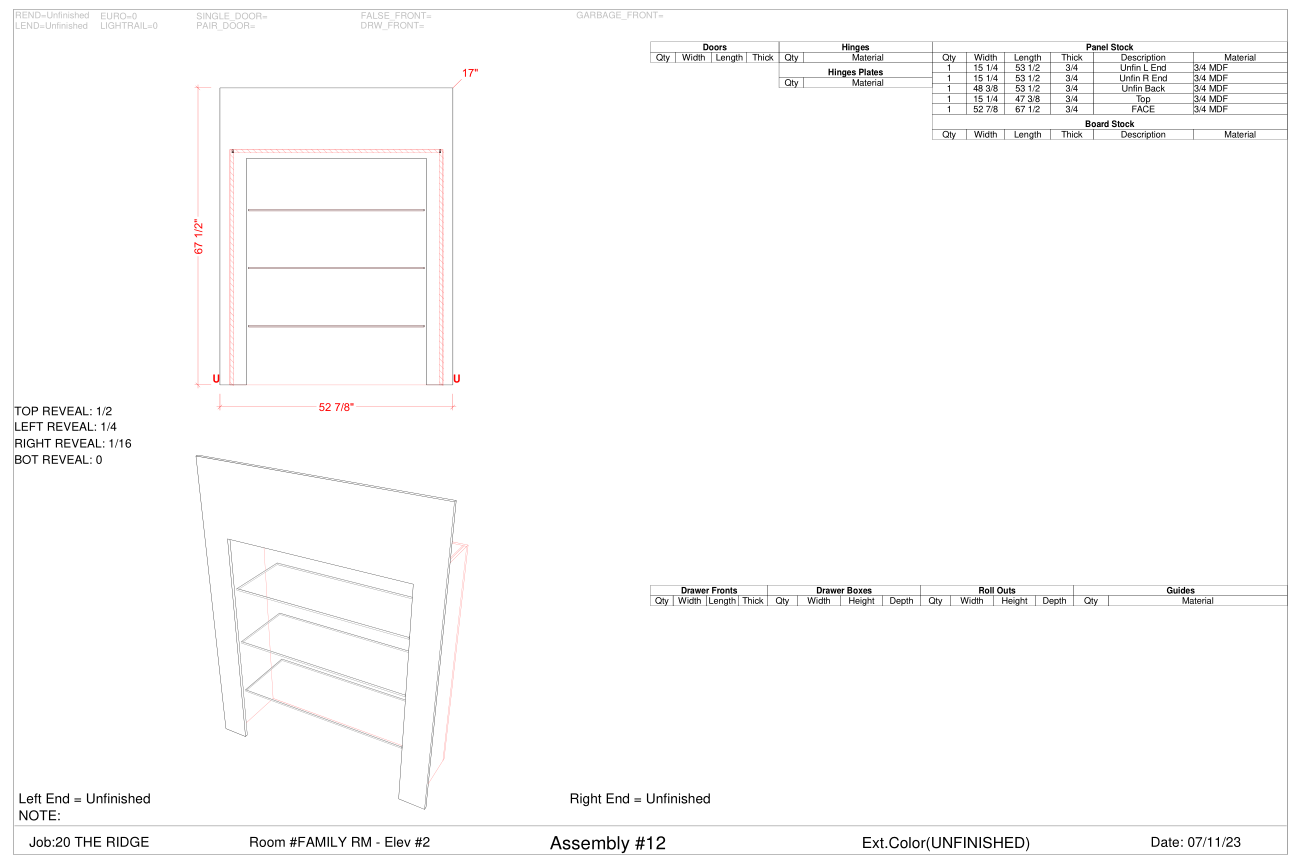 REND=Unfinished EURO=0 SINGLE_DOOR= FALSE_FRONT= GARBAGE_FRONT=
LEND=Unfinished LIGHTRAIL=0 PAIR_DOOR= DRW_FRONT=
Doors Hinges Panel Stock
Qty Width Length Thick Qty Material Qty Width Length Thick Description Material
1 15 1/4 53 1/2 3/4 Unfin L End 3/4 MDF
Hinges Plates
1 15 1/4 53 1/2 3/4 Unfin R End 3/4 MDF
Qty Material
1 48 3/8 53 1/2 3/4 Unfin Back 3/4 MDF
1 15 1/4 47 3/8 3/4 Top 3/4 MDF
1 52 7/8 67 1/2 3/4 FACE 3/4 MDF
Board Stock
Qty Width Length Thick Description Material
17"
67 1/2"
U U
52 7/8"
TOP REVEAL: 1/2
LEFT REVEAL: 1/4
RIGHT REVEAL: 1/16
BOT REVEAL: 0
Drawer Fronts Drawer Boxes Roll Outs Guides
Qty Width Length Thick Qty Width Height Depth Qty Width Height Depth Qty Material
Left End = Unfinished Right End = Unfinished
NOTE:
Job:20 THE RIDGE Room #FAMILY RM - Elev #2 Assembly #12 Ext.Color(UNFINISHED) Date: 07/11/23